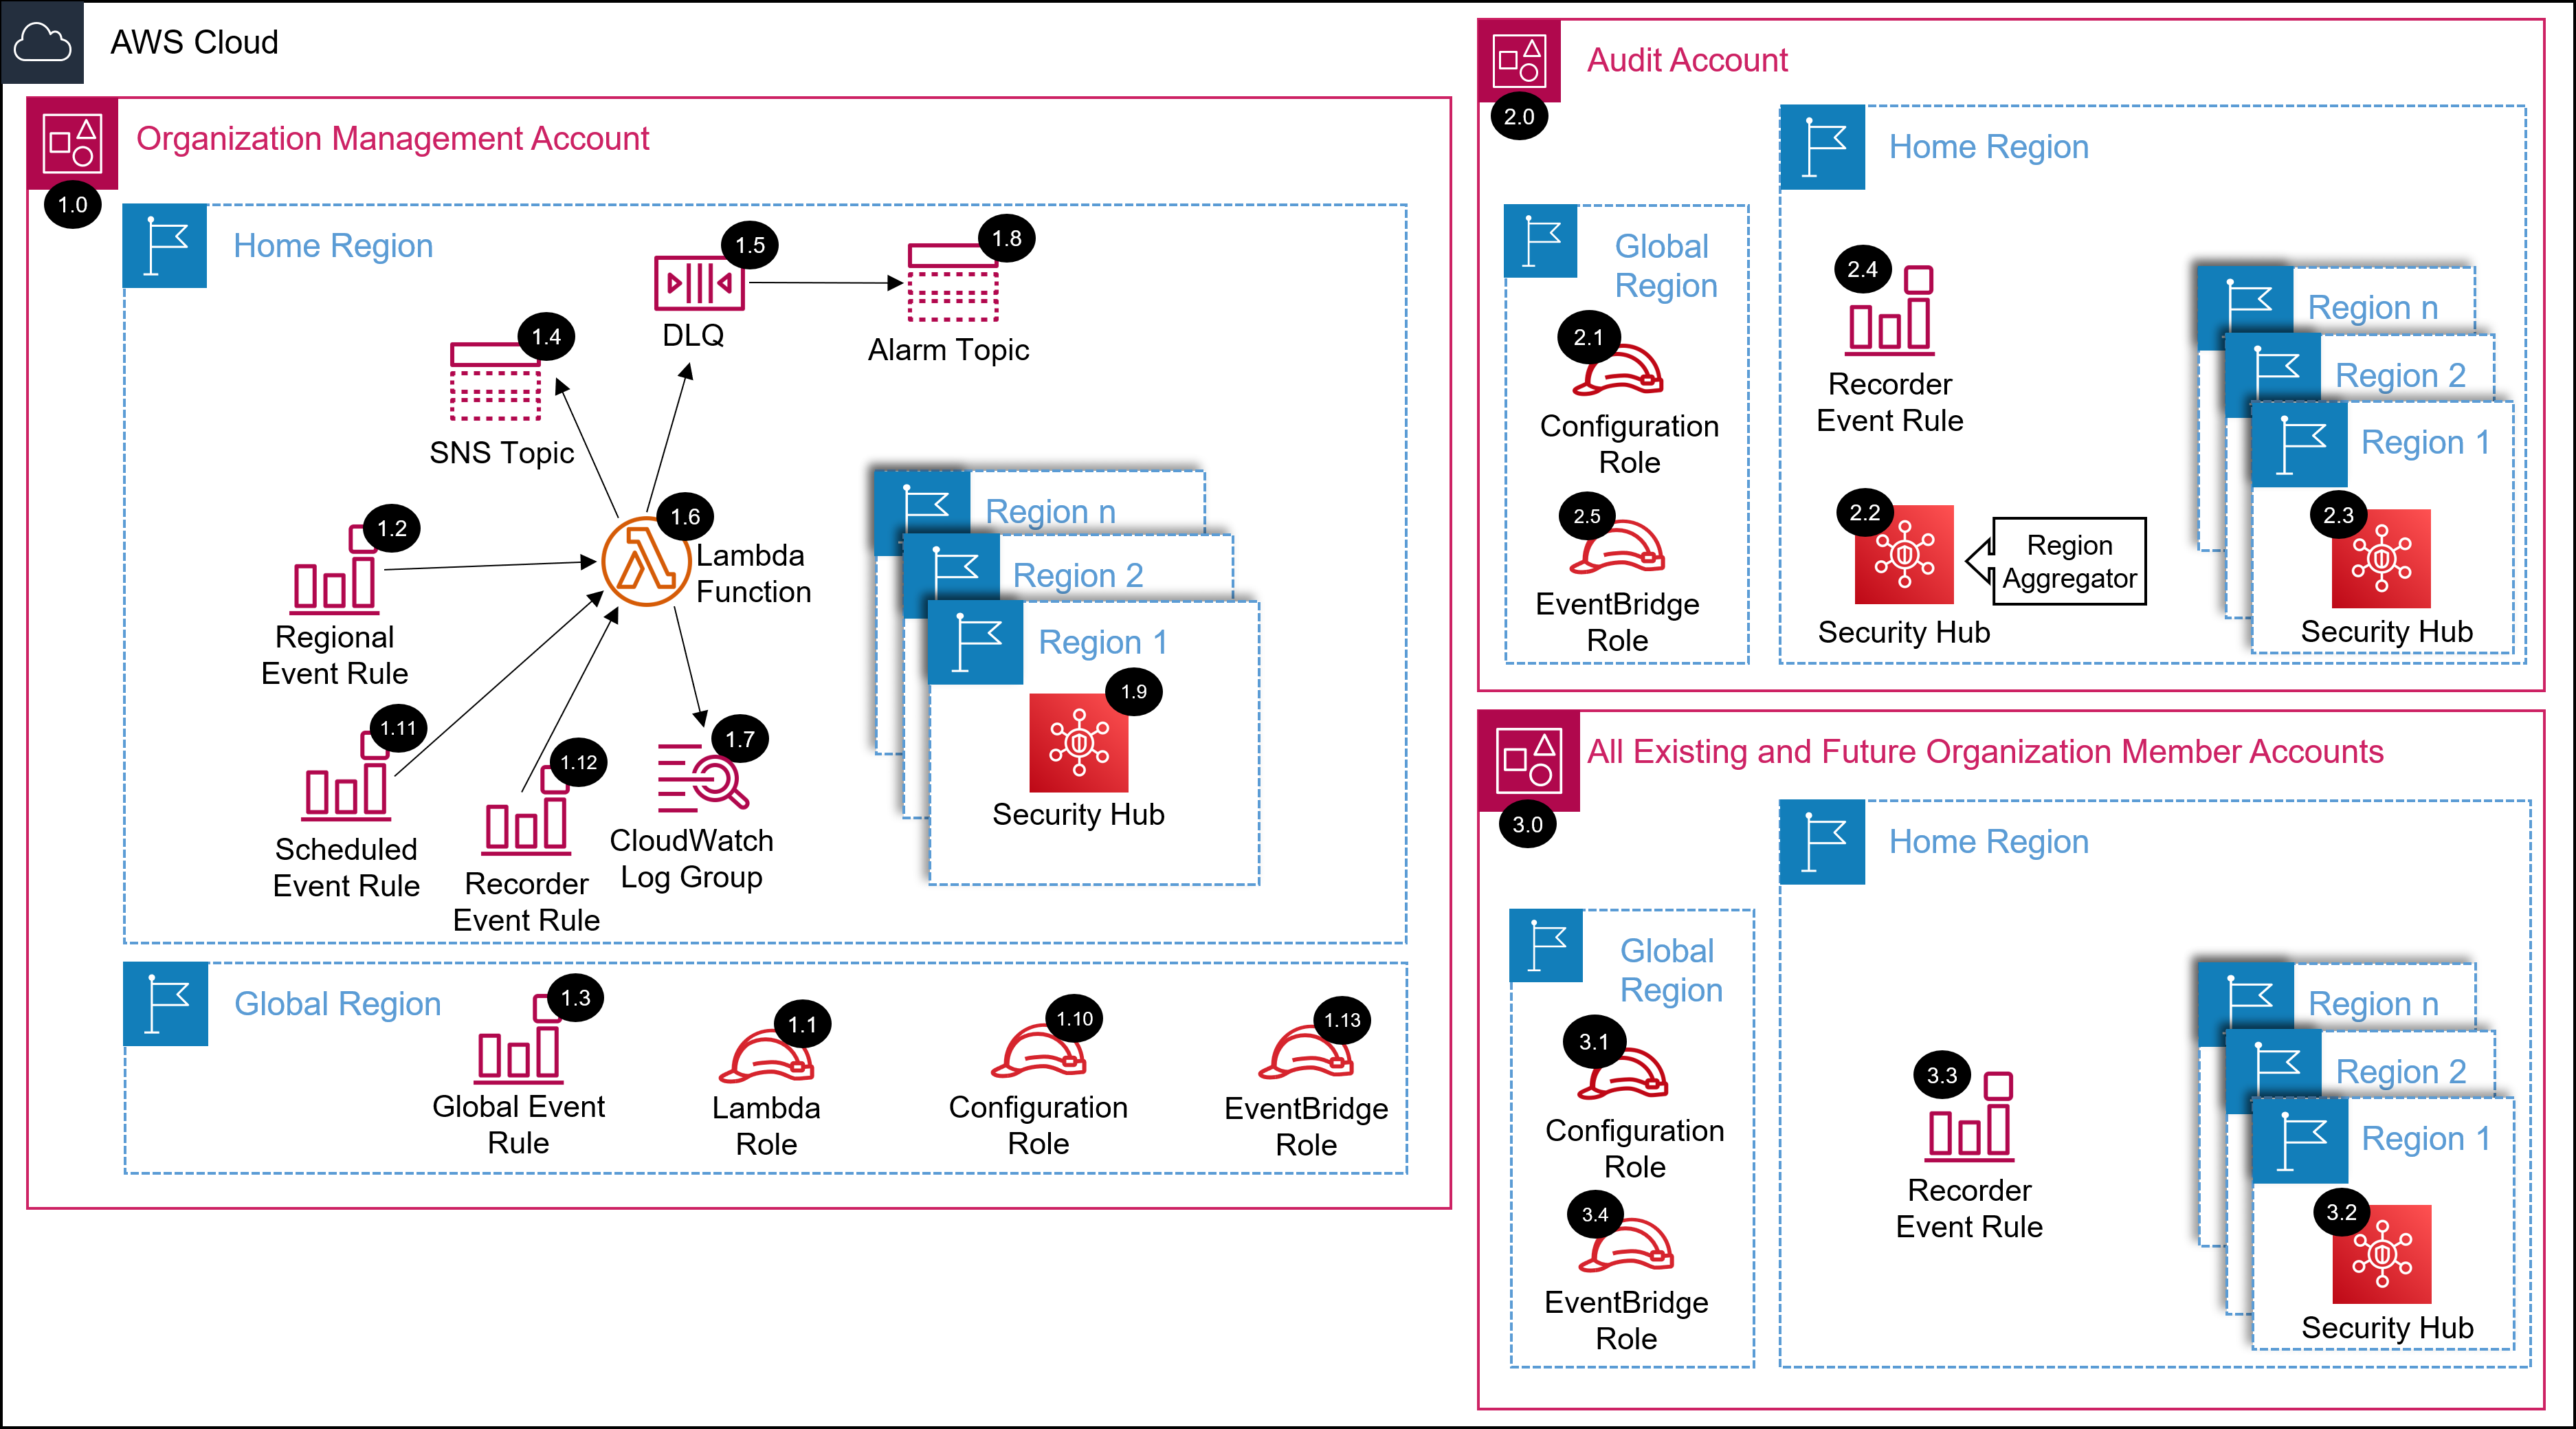 AWS Cloud
Organization Management Account
1.0
Home Region
1.5
1.8
DLQ
Alarm Topic
1.4
SNS Topic
1.2
Regional
Event Rule
1.6
Lambda
Function
1.11
Scheduled
Event Rule
1.12
Recorder
Event Rule
1.7
CloudWatch
Log Group
Region n
Region 2
Region 1
1.9
Security Hub
Global Region
1.3
Global Event
Rule
1.1
Lambda
Role
1.10
Configuration
Role
1.13
EventBridge
Role
Audit Account
2.0
Global
Region
2.1
Configuration
Role
2.5
EventBridge
Role
Home Region
2.4
Recorder
Event Rule
2.2
Security Hub
Region
Aggregator
Region n
Region 2
Region 1
2.3
Security Hub
All Existing and Future Organization Member Accounts
3.0
Global
Region
3.1
Configuration
Role
3.4
EventBridge
Role
Home Region
3.3
Recorder
Event Rule
Region n
Region 2
Region 1
3.2
Security Hub